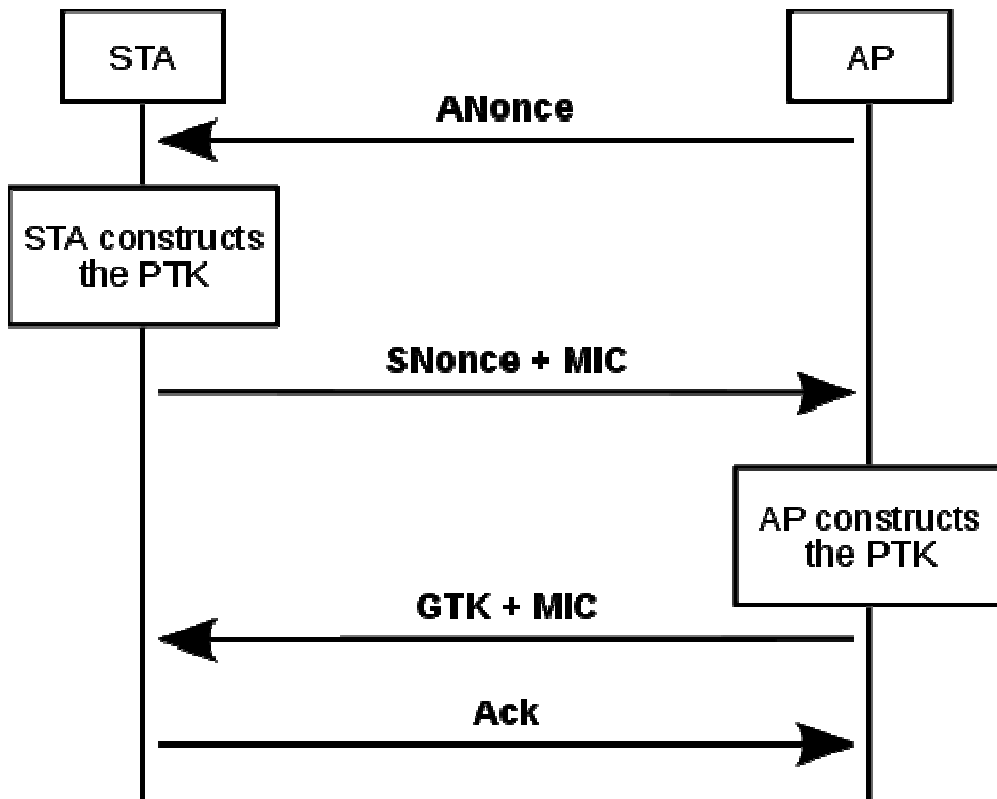 STA
AP
ANonce
STA constructs
the PTK
SNonce + MIC
AP constructs
the PTK
GTK + MIC
Ack